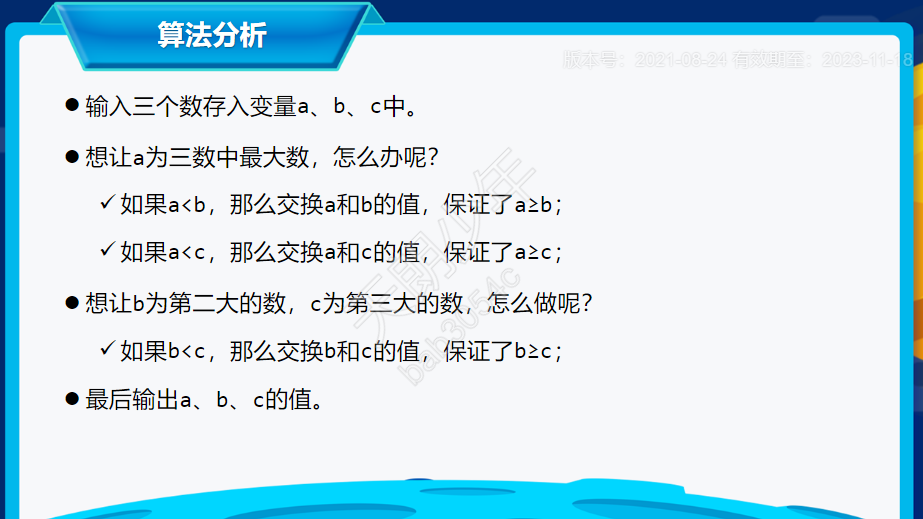 算法分析
版本号：2021-08-24 有效期至：2023-11-18
●输入三个数存入变量a、b、c中。
●想让a为三数中最大数，怎么办呢？
✓如果a<b，那么交换a和b的值，保证了a≥b；
✓如果a<c，那么交换a和c的值，保证了a≥c；
●想让b为第二大的数，c为第三大的数，怎么做呢？
✓如果b<c，那么交换b和c的值，保证了b≥c；
●最后输出a、b、c的值。
天朗少年
bab3054c